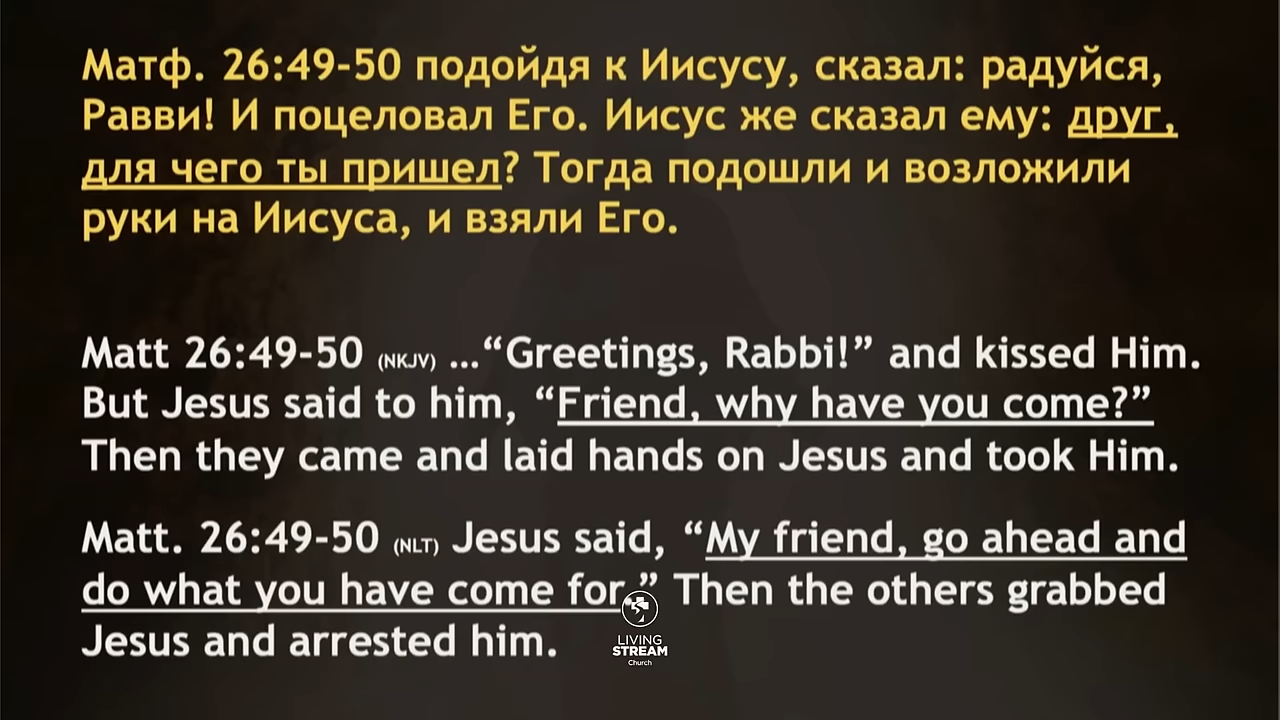 Матф. 26:49-50 подойдя к Иисусу, сказал: радуйся,
Равви! И поцеловал Его. Иисус же сказал ему: друг,
для чего ты пришел? Тогда подошли и возложили
руки на Иисуса, и взяли Его.
Matt 26:49-50 (NKJV) ...“Greetings, Rabbi!” and kissed Him.
But Jesus said to him, “Friend, why have you come?”
Then they came and laid hands on Jesus and took Him.
Matt. 26:49-50 (NLT) Jesus said, “My friend, go ahead and
do what you have come for.” Then the others grabbed
Jesus and arrested him.
LIVING
STREAM
Church